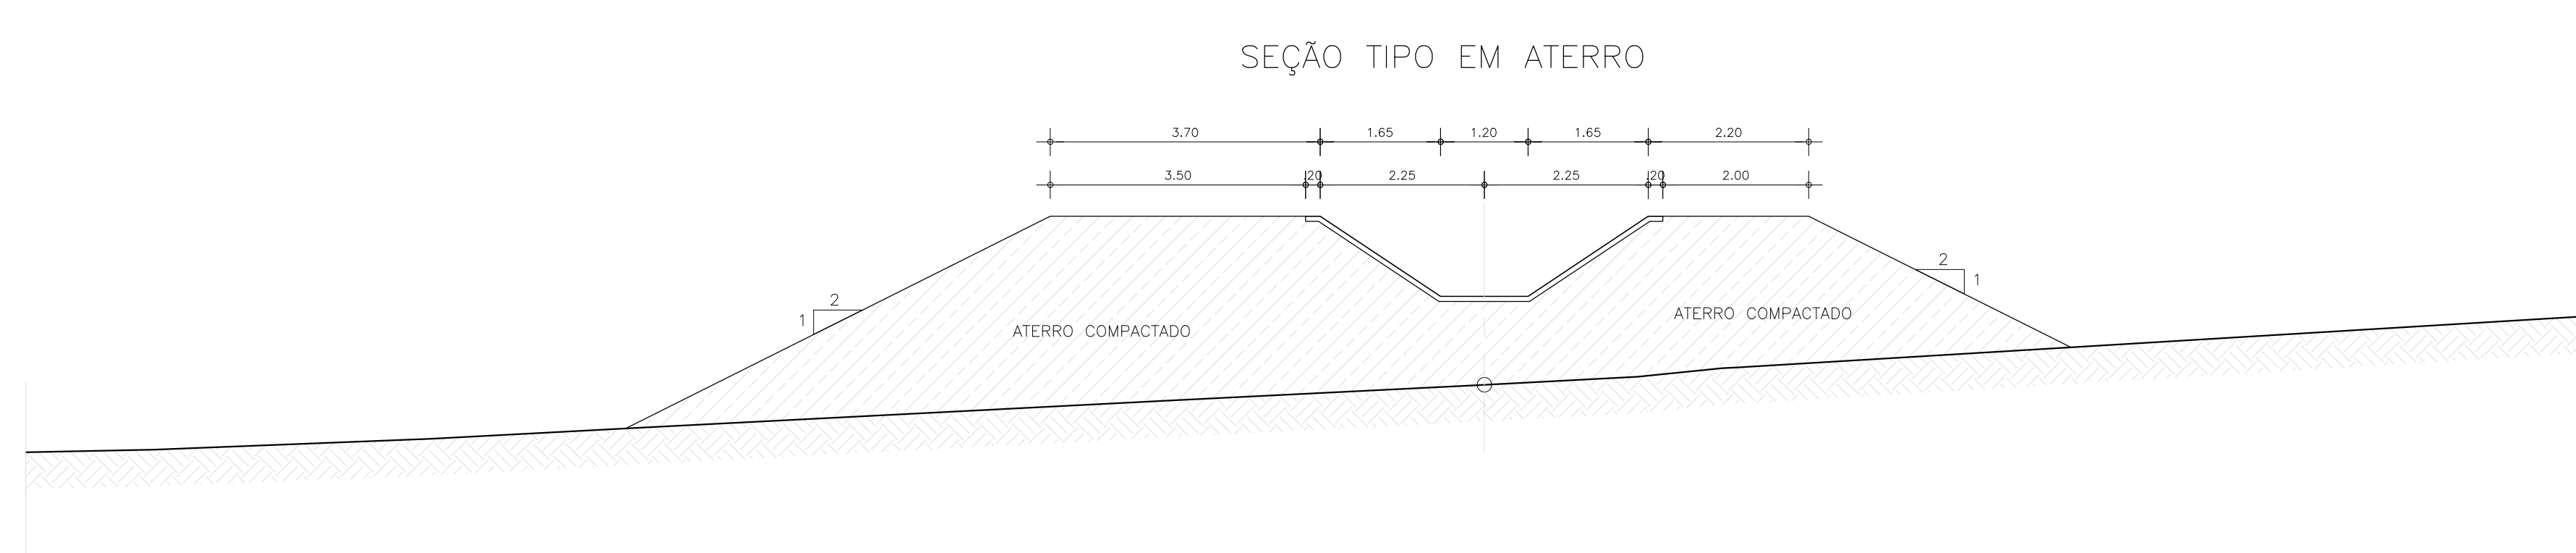 SEÇÃO TIPO EM ATERRO
3.70 1.65 1.20 1.65 2.20
3.50 .20 2.25 2.25 .20 2.00
2
1
2
1
ATERRO COMPACTADO
ATERRO COMPACTADO